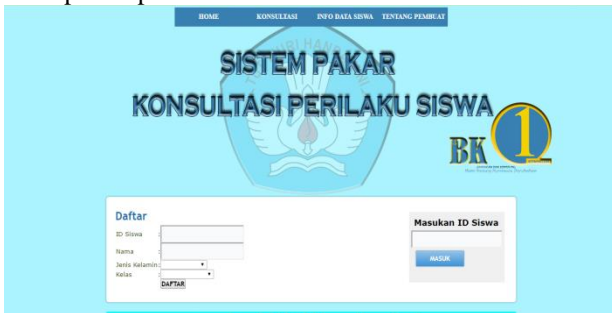 HOME KONSULTASI INFO DATA SISWA TENTANG PEMBUAT
SISTEM PAKAR
KONSULTASI PERILAKU SISWA
BK 1
Daftar
ID Siswa :
Nama :
Jenis Kelamin:
Kelas :
DAFTAR
Masukan ID Siswa
MASUK